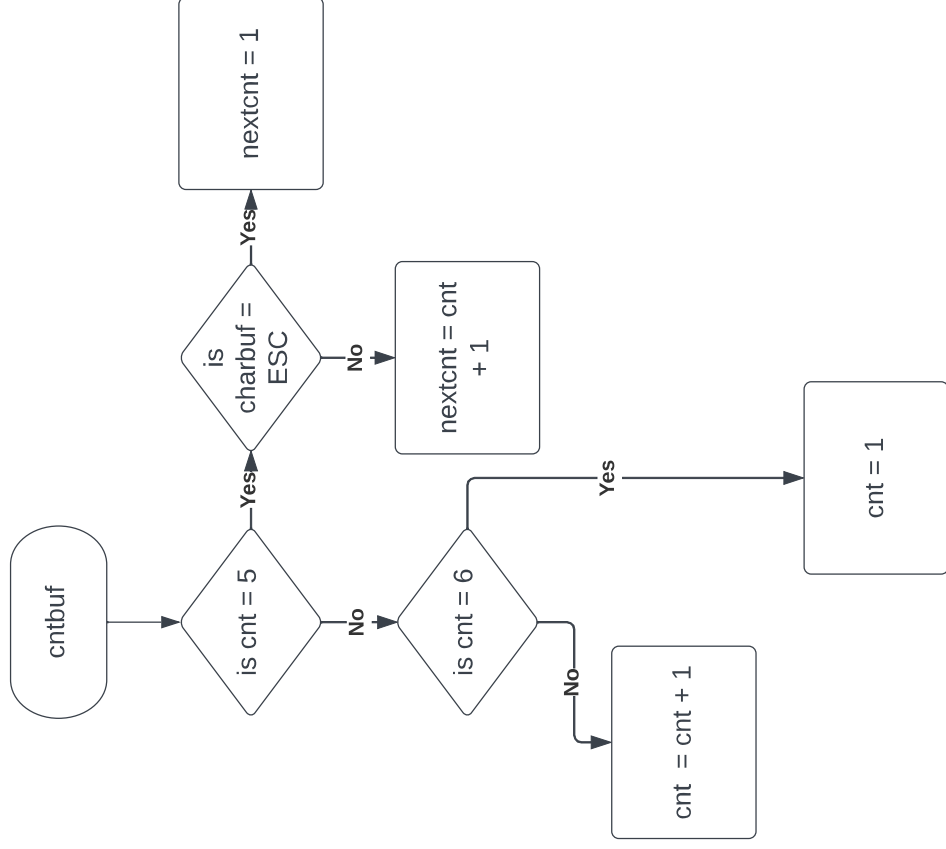 cntbuf
is cnt = 5
Yes
is
charbuf =
ESC
Yes
nextcnt = 1
No
nextcnt = cnt
+ 1
No
is cnt = 6
Yes
cnt = 1
No
cnt = cnt + 1